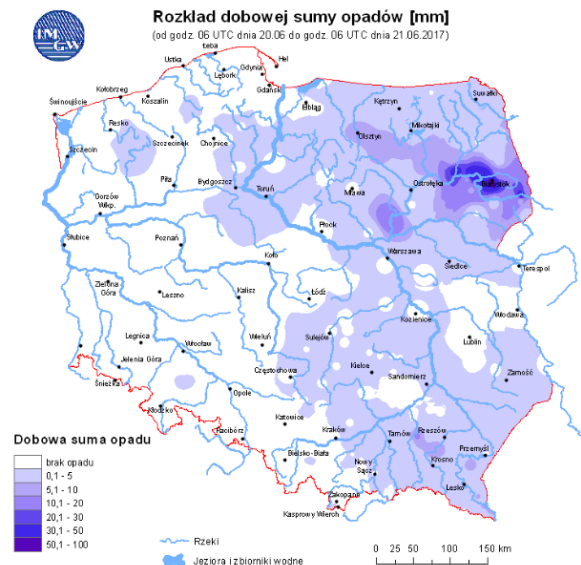 IM
GW
Rozkład dobowej sumy opadów [mm]
(od godz. 06 UTC dnia 20.06 do godz. 06 UTC dnia 21.06.2017)
Łeba
Ustka
Hel
Lębork
Gdynia
Gdańsk
Kołobrzeg
Koszalin
Świnoujście
Elbląg
Kętrzyn
Suwałki
Resko
Szczecinek
Chojnice
Olsztyn
Mikołajki
Szczecin
Piła
Bydgoszcz
Toruń
Mława
Ostrołęka
Białystok
Gorzów
Wlkp.
Płock
Słubice
Poznań
Koło
Warszawa
Siedlce
Terespol
Zielona
Góra
Leszno
Kalisz
Łódź
Kozienice
Włodawa
Legnica
Wrocław
Wieluń
Sulejów
Lublin
Jelenia Góra
Śnieżka
Częstochowa
Kielce
Sandomierz
Zamość
Kłodzko
Opole
Racibórz
Katowice
Kraków
Tarnów
Rzeszów
Przemyśl
Bielsko-Biała
Nowy
Sącz
Krosno
Lesko
Zakopane
Kasprowy Wierch
Dobowa suma opadu
brak opadu
0,1 - 5
5,1 - 10
10,1 - 20
20,1 - 30
30,1 - 50
50,1 - 100
Rzeki
Jeziora i zbiorniki wodne
0 25 50 100 150 km